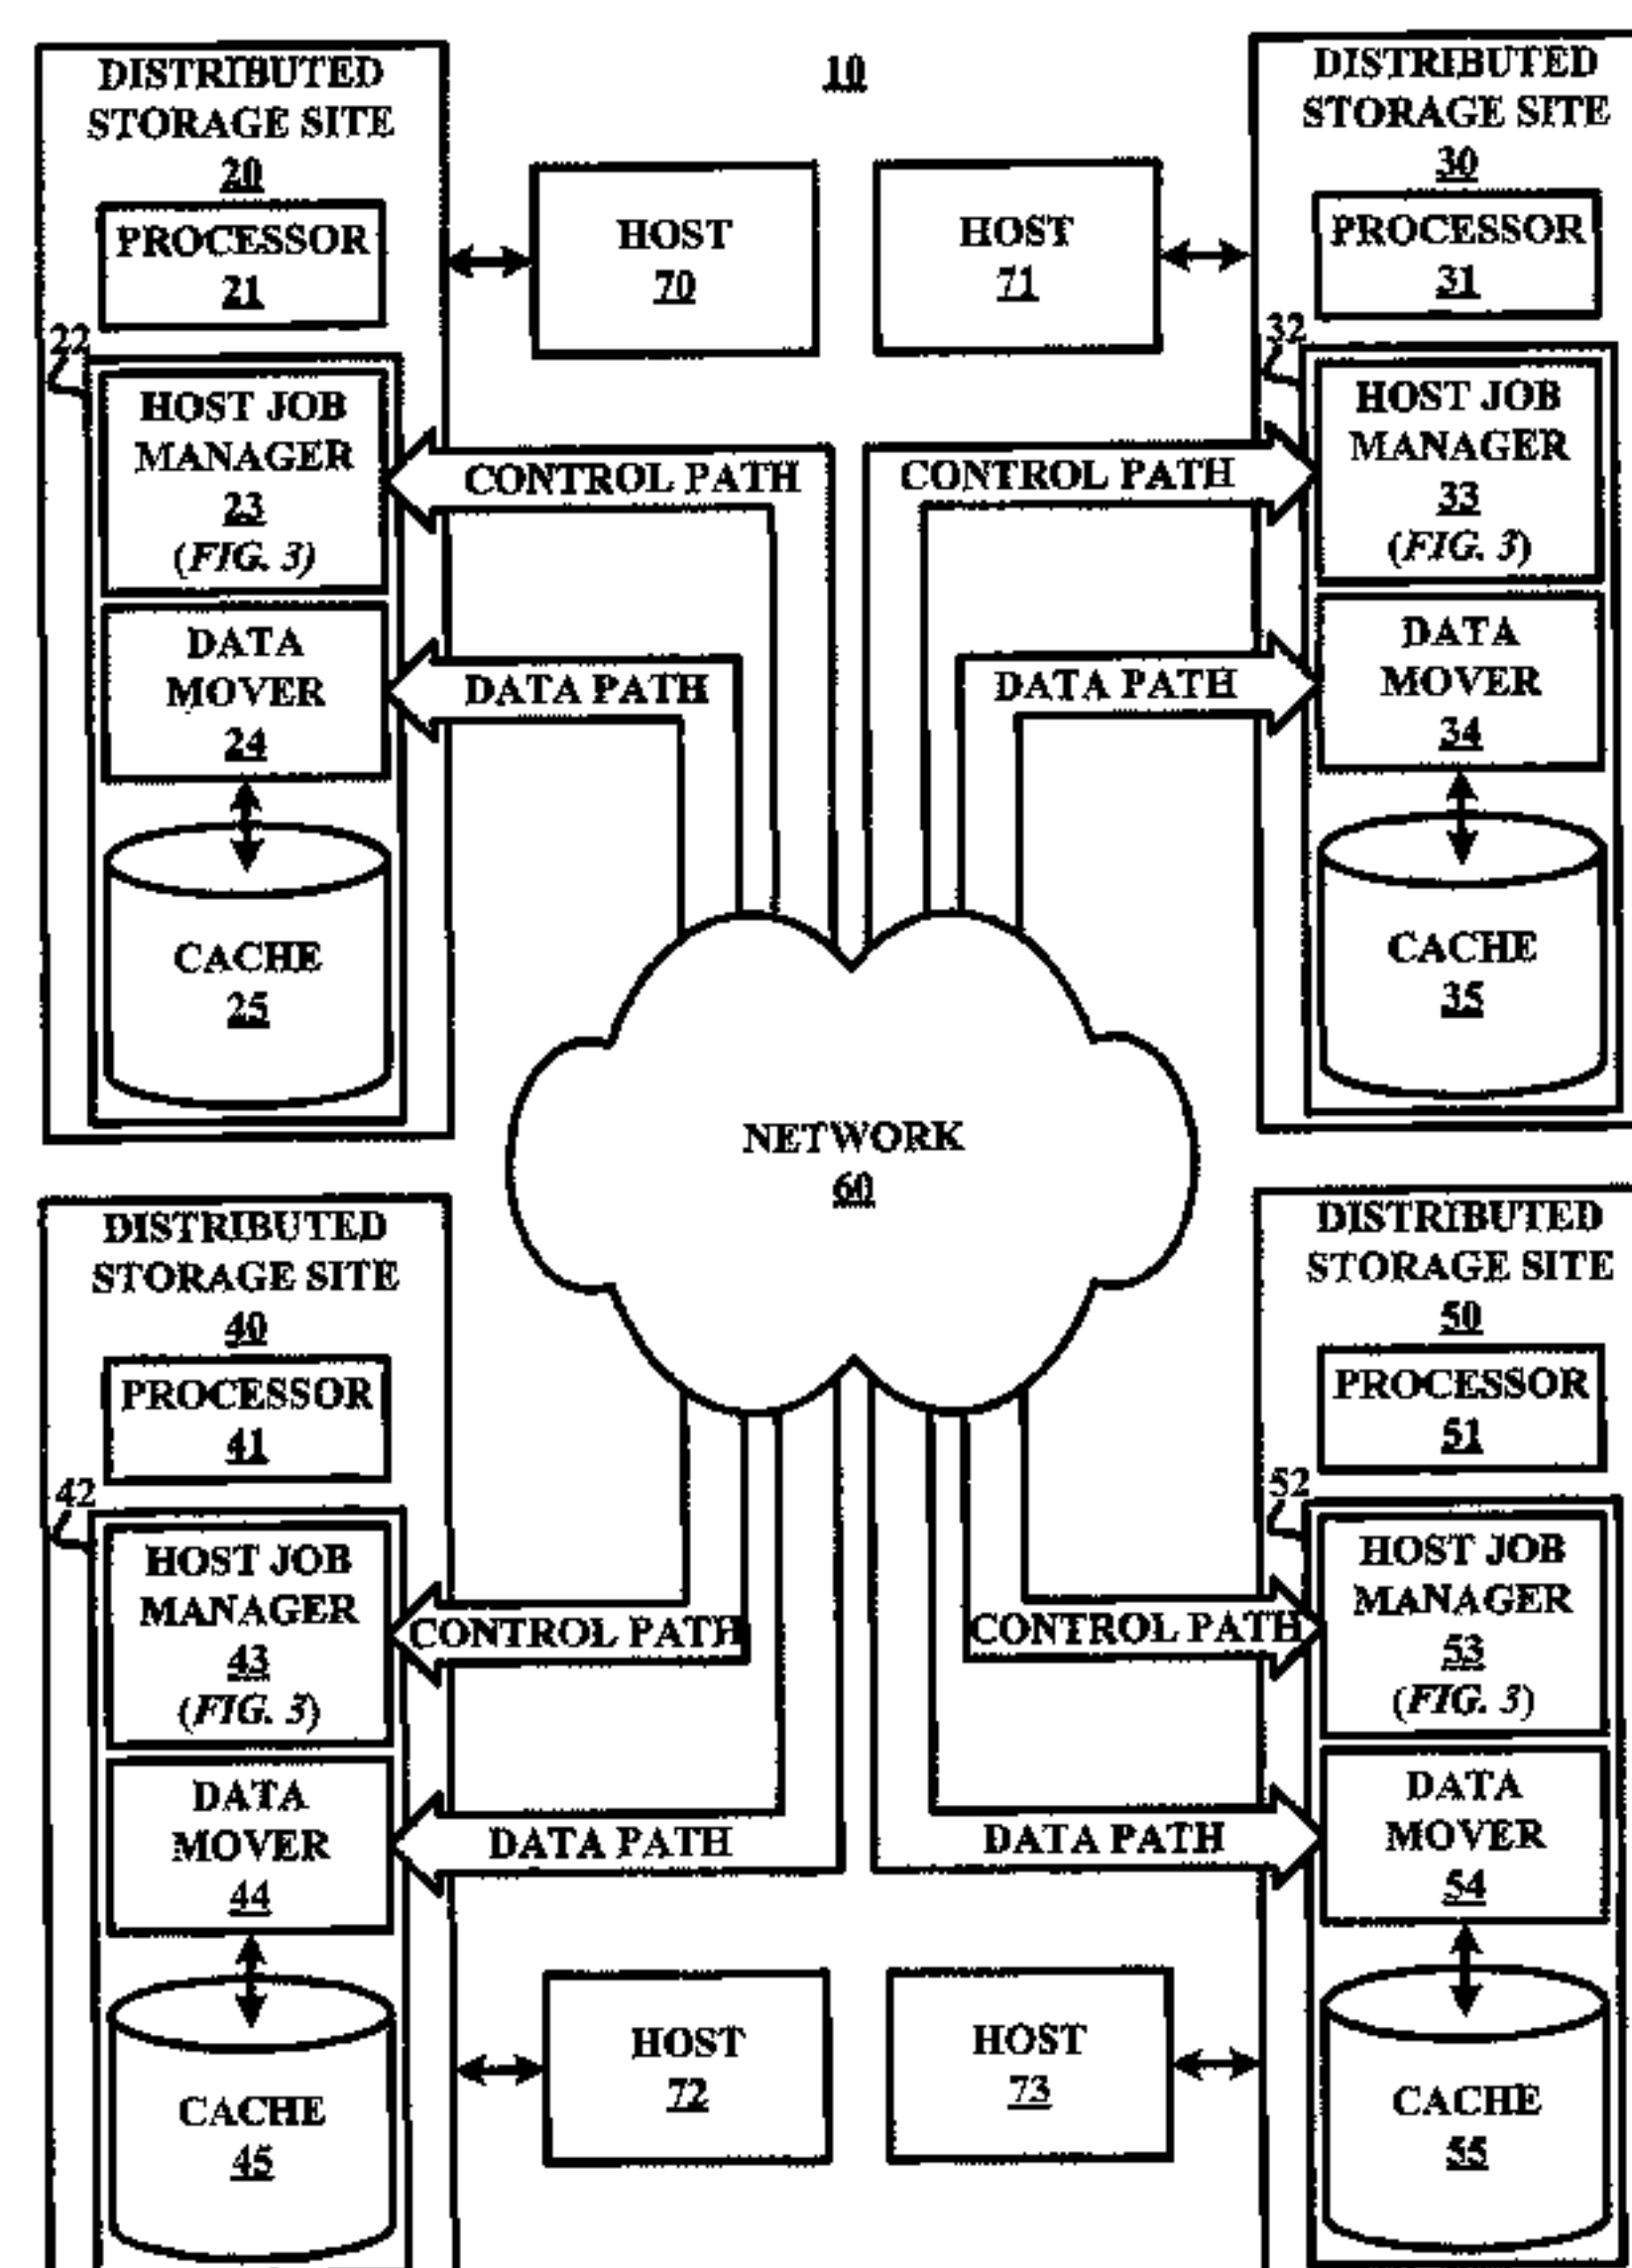 10
DISTRIBUTED
STORAGE SITE
20
PROCESSOR
21
22
HOST JOB
MANAGER
23
(FIG. 3)
DATA
MOVER
24
CACHE
25
HOST
70
HOST
71
DISTRIBUTED
STORAGE SITE
30
PROCESSOR
31
32
HOST JOB
MANAGER
33
(FIG. 3)
DATA
MOVER
34
CACHE
35
CONTROL PATH
CONTROL PATH
DATA PATH
DATA PATH
NETWORK
60
DISTRIBUTED
STORAGE SITE
40
PROCESSOR
41
42
HOST JOB
MANAGER
43
(FIG. 3)
DATA
MOVER
44
CACHE
45
CONTROL PATH
CONTROL PATH
DATA PATH
DATA PATH
HOST
72
HOST
73
DISTRIBUTED
STORAGE SITE
50
PROCESSOR
51
52
HOST JOB
MANAGER
53
(FIG. 3)
DATA
MOVER
54
CACHE
55